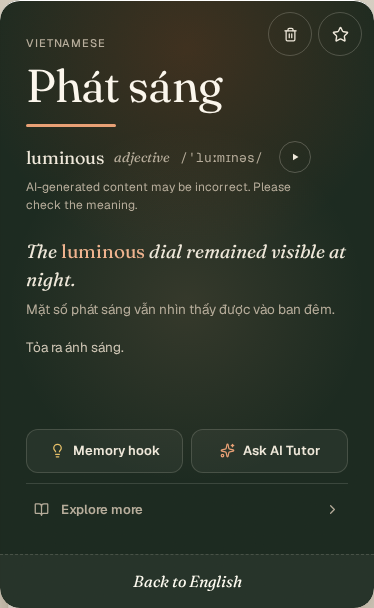 VIETNAMESE
Phát sáng
luminous adjective /ˈluːmɪnəs/
AI-generated content may be incorrect. Please
check the meaning.
The luminous dial remained visible at
night.
Mặt số phát sáng vẫn nhìn thấy được vào ban đêm.
Tỏa ra ánh sáng.
Memory hook
Ask AI Tutor
Explore more
Back to English